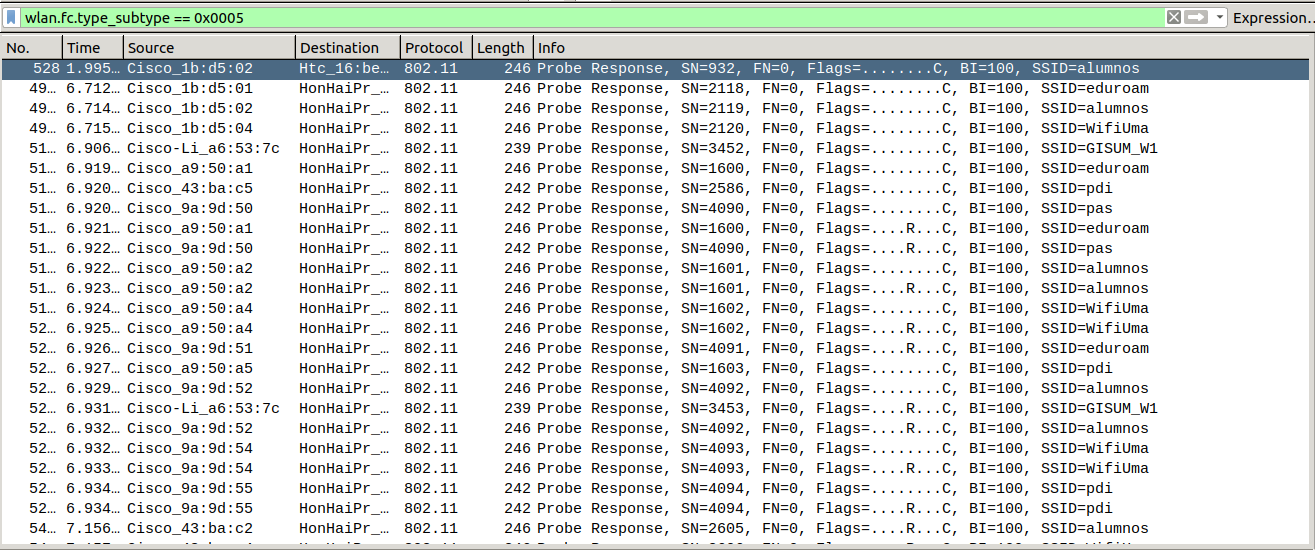 wlan.fc.type_subtype == 0x0005 Expression…
No. Time Source Destination Protocol Length Info
528 1.995… Cisco_1b:d5:02 Htc_16:be… 802.11 246 Probe Response, SN=932, FN=0, Flags=........C, BI=100, SSID=alumnos
49… 6.712… Cisco_1b:d5:01 HonHaiPr_… 802.11 246 Probe Response, SN=2118, FN=0, Flags=........C, BI=100, SSID=eduroam
49… 6.714… Cisco_1b:d5:02 HonHaiPr_… 802.11 246 Probe Response, SN=2119, FN=0, Flags=........C, BI=100, SSID=alumnos
49… 6.715… Cisco_1b:d5:04 HonHaiPr_… 802.11 246 Probe Response, SN=2120, FN=0, Flags=........C, BI=100, SSID=WifiUma
51… 6.906… Cisco-Li_a6:53:7c HonHaiPr_… 802.11 239 Probe Response, SN=3452, FN=0, Flags=........C, BI=100, SSID=GISUM_W1
51… 6.919… Cisco_a9:50:a1 HonHaiPr_… 802.11 246 Probe Response, SN=1600, FN=0, Flags=........C, BI=100, SSID=eduroam
51… 6.920… Cisco_43:ba:c5 HonHaiPr_… 802.11 242 Probe Response, SN=2586, FN=0, Flags=........C, BI=100, SSID=pdi
51… 6.920… Cisco_9a:9d:50 HonHaiPr_… 802.11 242 Probe Response, SN=4090, FN=0, Flags=........C, BI=100, SSID=pas
51… 6.921… Cisco_a9:50:a1 HonHaiPr_… 802.11 246 Probe Response, SN=1600, FN=0, Flags=....R...C, BI=100, SSID=eduroam
51… 6.922… Cisco_9a:9d:50 HonHaiPr_… 802.11 242 Probe Response, SN=4090, FN=0, Flags=....R...C, BI=100, SSID=pas
51… 6.922… Cisco_a9:50:a2 HonHaiPr_… 802.11 246 Probe Response, SN=1601, FN=0, Flags=........C, BI=100, SSID=alumnos
51… 6.923… Cisco_a9:50:a2 HonHaiPr_… 802.11 246 Probe Response, SN=1601, FN=0, Flags=....R...C, BI=100, SSID=alumnos
51… 6.924… Cisco_a9:50:a4 HonHaiPr_… 802.11 246 Probe Response, SN=1602, FN=0, Flags=........C, BI=100, SSID=WifiUma
52… 6.925… Cisco_a9:50:a4 HonHaiPr_… 802.11 246 Probe Response, SN=1602, FN=0, Flags=....R...C, BI=100, SSID=WifiUma
52… 6.926… Cisco_9a:9d:51 HonHaiPr_… 802.11 246 Probe Response, SN=4091, FN=0, Flags=....R...C, BI=100, SSID=eduroam
52… 6.927… Cisco_a9:50:a5 HonHaiPr_… 802.11 242 Probe Response, SN=1603, FN=0, Flags=........C, BI=100, SSID=pdi
52… 6.929… Cisco_9a:9d:52 HonHaiPr_… 802.11 246 Probe Response, SN=4092, FN=0, Flags=........C, BI=100, SSID=alumnos
52… 6.931… Cisco-Li_a6:53:7c HonHaiPr_… 802.11 239 Probe Response, SN=3453, FN=0, Flags=....R...C, BI=100, SSID=GISUM_W1
52… 6.932… Cisco_9a:9d:52 HonHaiPr_… 802.11 246 Probe Response, SN=4092, FN=0, Flags=....R...C, BI=100, SSID=alumnos
52… 6.932… Cisco_9a:9d:54 HonHaiPr_… 802.11 246 Probe Response, SN=4093, FN=0, Flags=........C, BI=100, SSID=WifiUma
52… 6.933… Cisco_9a:9d:54 HonHaiPr_… 802.11 246 Probe Response, SN=4093, FN=0, Flags=....R...C, BI=100, SSID=WifiUma
52… 6.934… Cisco_9a:9d:55 HonHaiPr_… 802.11 242 Probe Response, SN=4094, FN=0, Flags=........C, BI=100, SSID=pdi
52… 6.934… Cisco_9a:9d:55 HonHaiPr_… 802.11 242 Probe Response, SN=4094, FN=0, Flags=....R...C, BI=100, SSID=pdi
54… 7.156… Cisco_43:ba:c2 HonHaiPr_… 802.11 246 Probe Response, SN=2605, FN=0, Flags=....R...C, BI=100, SSID=alumnos